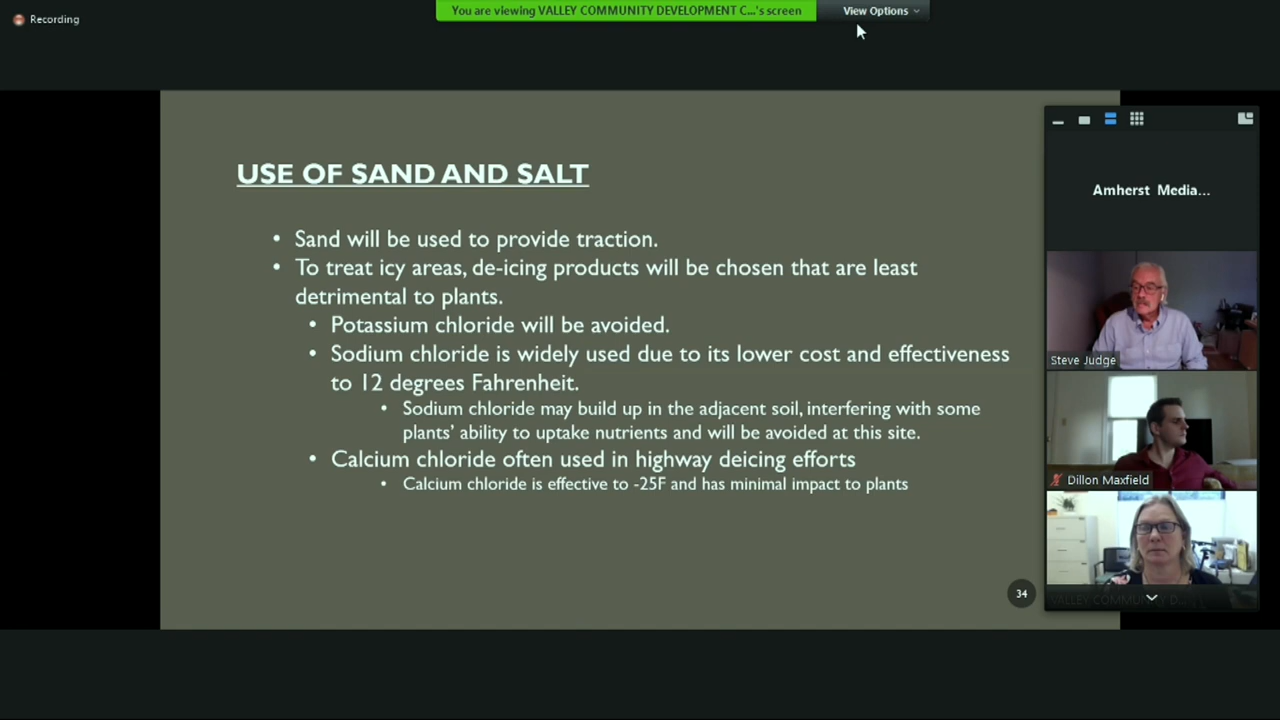 Recording
You are viewing VALLEY COMMUNITY DEVELOPMENT C...'s screen
View Options
USE OF SAND AND SALT
• Sand will be used to provide traction.
• To treat icy areas, de-icing products will be chosen that are least
detrimental to plants.
• Potassium chloride will be avoided.
• Sodium chloride is widely used due to its lower cost and effectiveness
to 12 degrees Fahrenheit.
• Sodium chloride may build up in the adjacent soil, interfering with some
plants' ability to uptake nutrients and will be avoided at this site.
• Calcium chloride often used in highway deicing efforts
• Calcium chloride is effective to -25F and has minimal impact to plants
34
Amherst Media...
Steve Judge
Dillon Maxfield
VALLEY COMMUNITY D...